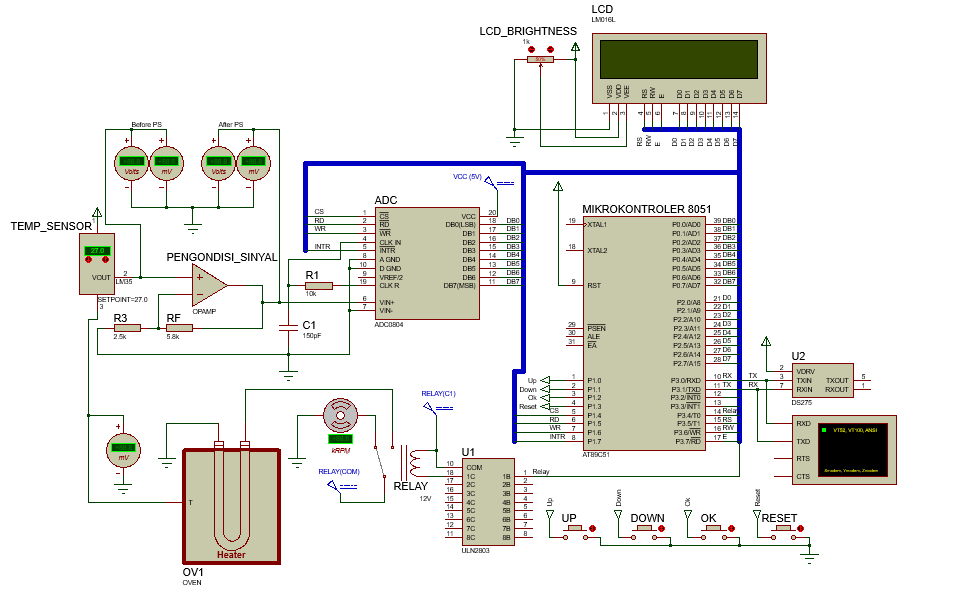 LCD
LM016L
LCD_BRIGHTNESS
1k
VSS VDD VEE RS RW E D0 D1 D2 D3 D4 D5 D6 D7
1 2 3 4 5 6 7 8 9 10 11 12 13 14
RS RW E D0 D1 D2 D3 D4 D5 D6 D7
Before PS
After PS
Volts
mV
Volts
mV
VCC (5V)
TEMP_SENSOR
1
27.0
VOUT
2
LM35
SETPOINT=27.0
3
PENGONDISI_SINYAL
OPAMP
R3
2.5k
RF
5.8k
R1
10k
C1
150pF
ADC
CS 1 CS VCC 20
RD 2 RD DB0(LSB) 18 DB0
WR 3 WR DB1 17 DB1
4 CLK IN DB2 16 DB2
INTR 5 INTR DB3 15 DB3
8 A GND DB4 14 DB4
10 D GND DB5 13 DB5
9 VREF/2 DB6 12 DB6
19 CLK R DB7(MSB) 11 DB7
6 VIN+
7 VIN-
ADC0804
MIKROKONTROLER 8051
19 XTAL1 P0.0/AD0 39 DB0
P0.1/AD1 38 DB1
P0.2/AD2 37 DB2
18 XTAL2 P0.3/AD3 36 DB3
P0.4/AD4 35 DB4
P0.5/AD5 34 DB5
P0.6/AD6 33 DB6
9 RST P0.7/AD7 32 DB7
P2.0/A8 21 D0
P2.1/A9 22 D1
P2.2/A10 23 D2
29 PSEN P2.3/A11 24 D3
30 ALE P2.4/A12 25 D4
31 EA P2.5/A13 26 D5
P2.6/A14 27 D6
P2.7/A15 28 D7
Up 1 P1.0 P3.0/RXD 10 RX TX
Down 2 P1.1 P3.1/TXD 11 TX RX
Ok 3 P1.2 P3.2/INT0 12
Reset 4 P1.3 P3.3/INT1 13
CS 5 P1.4 P3.4/T0 14 Relay
RD 6 P1.5 P3.5/T1 15 RS
WR 7 P1.6 P3.6/WR 16 RW
INTR 8 P1.7 P3.7/RD 17 E
AT89C51
U2
2 VDRV
3 TXIN TXOUT 5
7 RXIN RXOUT 1
DS275
RXD
TXD
RTS
CTS
VT52, VT100, ANSI
Xmodem, Ymodem, Zmodem
RELAY(C1)
kRPM
RELAY(COM)
RELAY
12V
mV
T
Heater
OV1
OVEN
U1
10 COM
18 1C 1B 1 Relay
17 2C 2B 2
16 3C 3B 3
15 4C 4B 4
14 5C 5B 5
13 6C 6B 6
12 7C 7B 7
11 8C 8B 8
ULN2803
Up
Down
Ok
Reset
UP
DOWN
OK
RESET